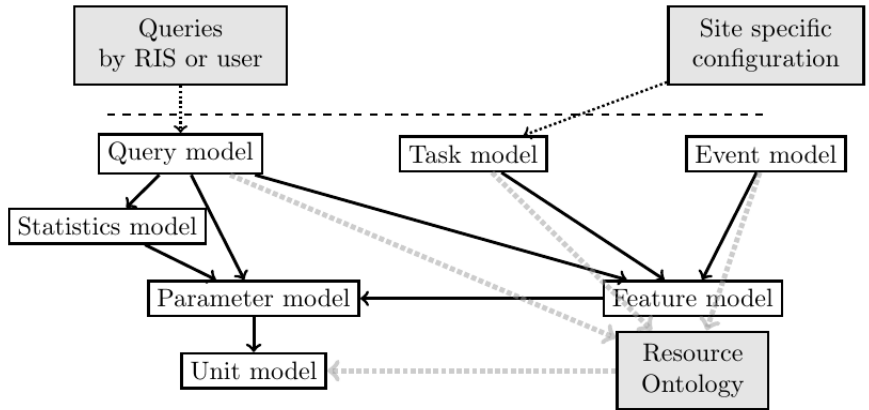 Queries
by RIS or user
Site specific
configuration
Query model
Task model
Event model
Statistics model
Parameter model
Feature model
Unit model
Resource
Ontology